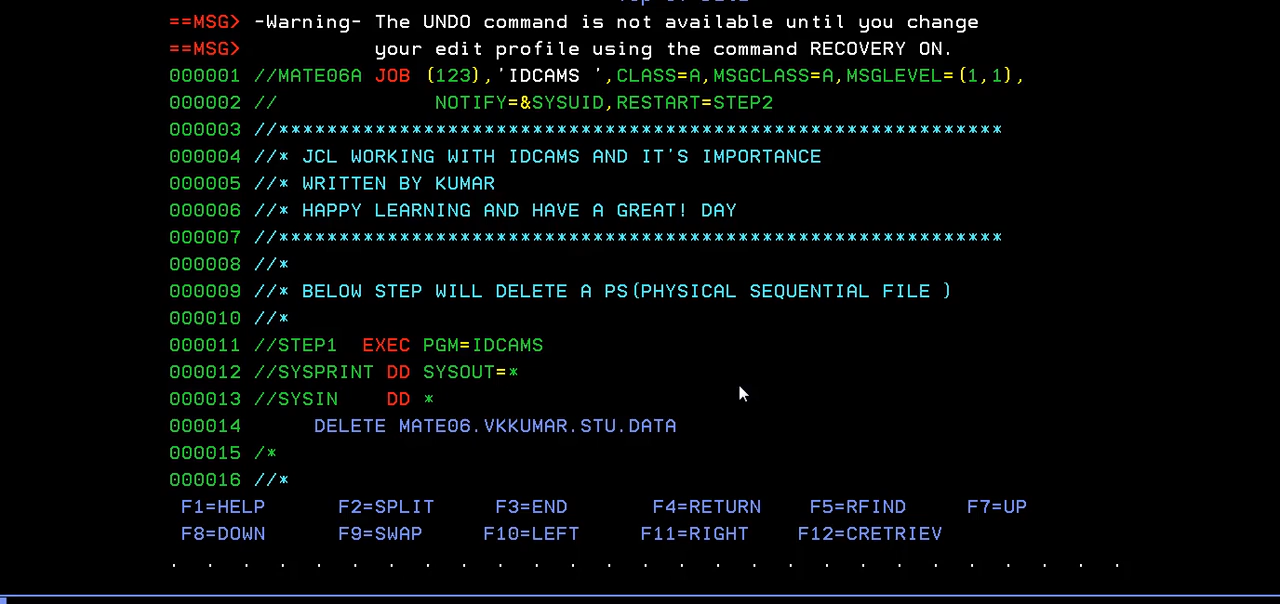 ==MSG> -Warning- The UNDO command is not available until you change
==MSG>           your edit profile using the command RECOVERY ON.
000001 //MATE06A JOB (123),'IDCAMS ',CLASS=A,MSGCLASS=A,MSGLEVEL=(1,1),
000002 //             NOTIFY=&SYSUID,RESTART=STEP2
000003 //************************************************************
000004 //* JCL WORKING WITH IDCAMS AND IT'S IMPORTANCE
000005 //* WRITTEN BY KUMAR
000006 //* HAPPY LEARNING AND HAVE A GREAT! DAY
000007 //************************************************************
000008 //*
000009 //* BELOW STEP WILL DELETE A PS(PHYSICAL SEQUENTIAL FILE )
000010 //*
000011 //STEP1  EXEC PGM=IDCAMS
000012 //SYSPRINT DD SYSOUT=*
000013 //SYSIN    DD *
000014      DELETE MATE06.VKKUMAR.STU.DATA
000015 /*
000016 //*
F1=HELP      F2=SPLIT     F3=END       F4=RETURN    F5=RFIND     F7=UP
F8=DOWN      F9=SWAP     F10=LEFT     F11=RIGHT    F12=CRETRIEV